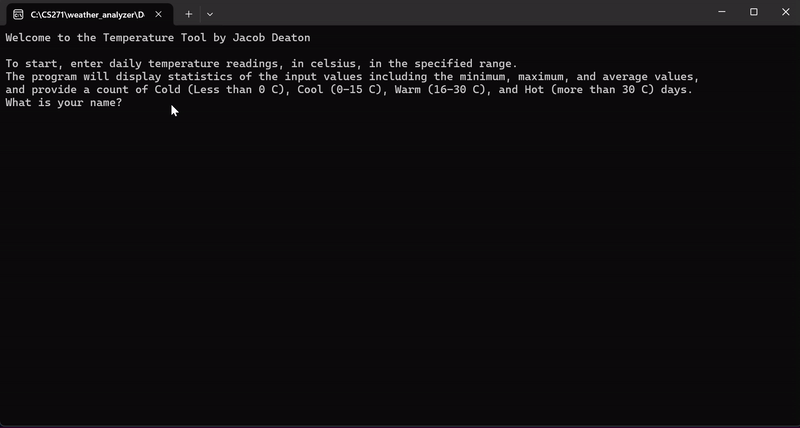 C:\CS271\weather_analyzer\D
Welcome to the Temperature Tool by Jacob Deaton
To start, enter daily temperature readings, in celsius, in the specified range.
The program will display statistics of the input values including the minimum, maximum, and average values,
and provide a count of Cold (Less than 0 C), Cool (0-15 C), Warm (16-30 C), and Hot (more than 30 C) days.
What is your name?